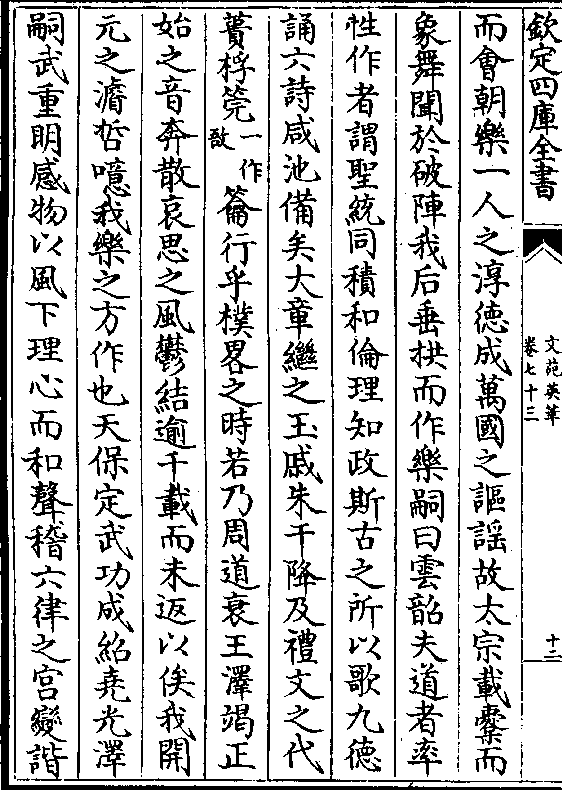 欽定四庫全書
文苑英華
卷七十三
十三
而會朝樂一人之淳德成萬國之謳謡故太宗載櫜而
象舞聞於破陣我后垂拱而作樂嗣曰雲韶夫道者率
性作者謂聖統同積和倫理知政斯古之所以歌九德
誦六詩咸池備矣大章繼之玉戚朱干降及禮文之代
蕢桴筦一作敔籥行乎樸畧之時若乃周道衰王澤竭正
始之音奔散哀思之風鬱結逾千載而未返以俟我開
元之濬哲噫我樂之方作也天保定武功成紹堯光澤
嗣武重明感物以風下理心而和聲稽六律之宫變諧